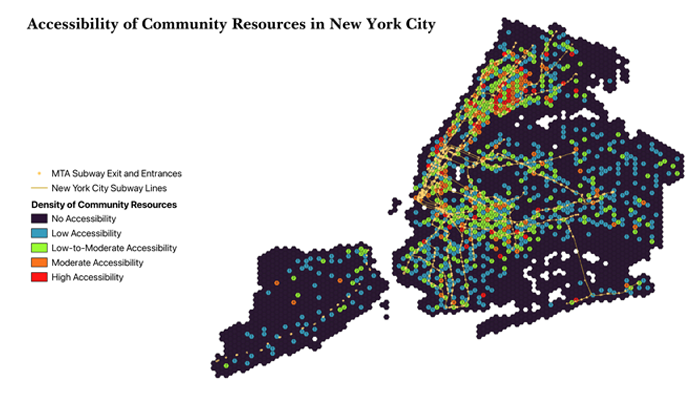 Accessibility of Community Resources in New York City
MTA Subway Exit and Entrances
New York City Subway Lines
Density of Community Resources
No Accessibility
Low Accessibility
Low-to-Moderate Accessibility
Moderate Accessibility
High Accessibility